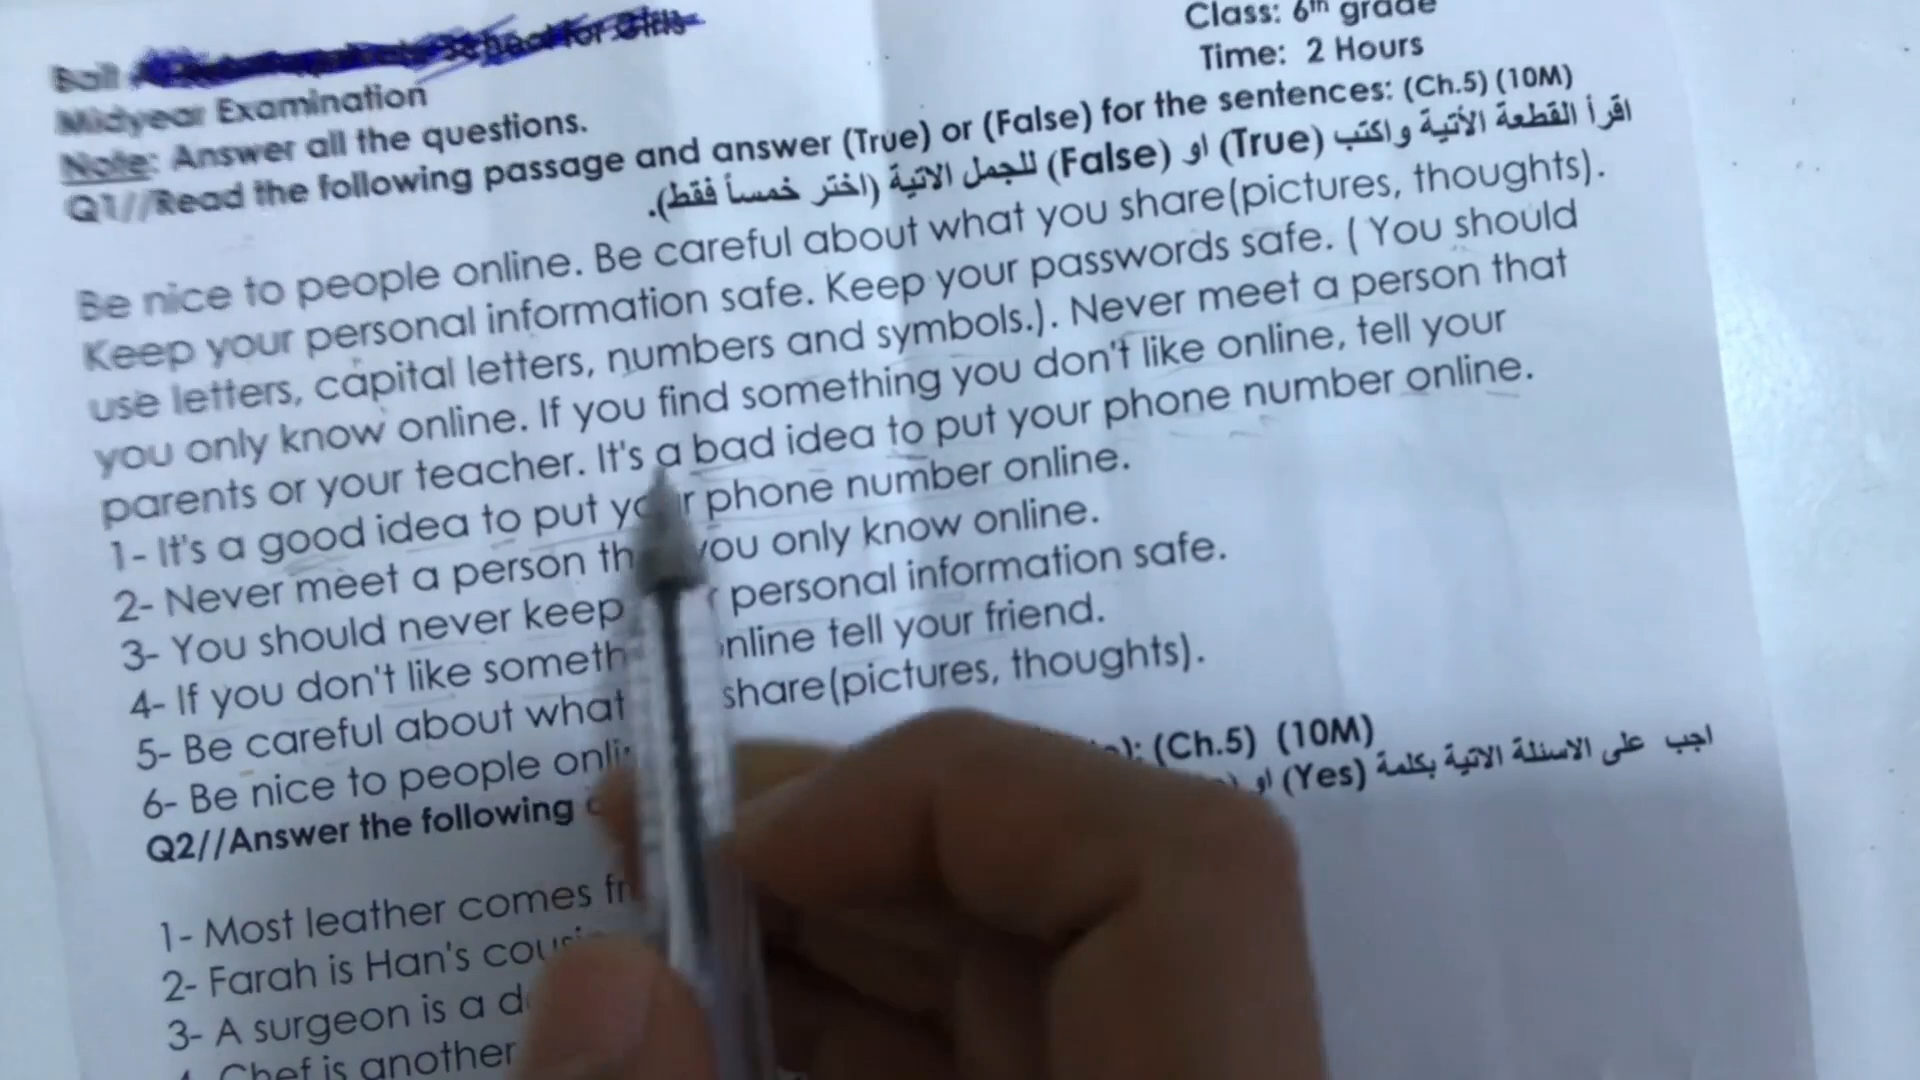 Class: 6th grade
Time: 2 Hours
School for Girls
Midyear Examination
Note: Answer all the questions.
Q1//Read the following passage and answer (True) or (False) for the sentences: (Ch.5) (10M)
اقرأ القطعة الأتية واكتب (True) او (False) للجمل الاتية (اختر خمسأ فقط).
Be nice to people online. Be careful about what you share(pictures, thoughts).
Keep your personal information safe. Keep your passwords safe. ( You should
use letters, capital letters, numbers and symbols.). Never meet a person that
you only know online. If you find something you don't like online, tell your
parents or your teacher. It's a bad idea to put your phone number online.
1- It's a good idea to put your phone number online.
2- Never meet a person you only know online.
3- You should never keep personal information safe.
4- If you don't like tell your friend.
5- Be careful about what share(pictures, thoughts).
6- Be nice to people
Q2//Answer the following (Ch.5) (10M)
اجب على الاسئلة الاتية بكلمة (Yes) او
1- Most leather comes
2- Farah is Han's
3- A surgeon is a
Chef is another